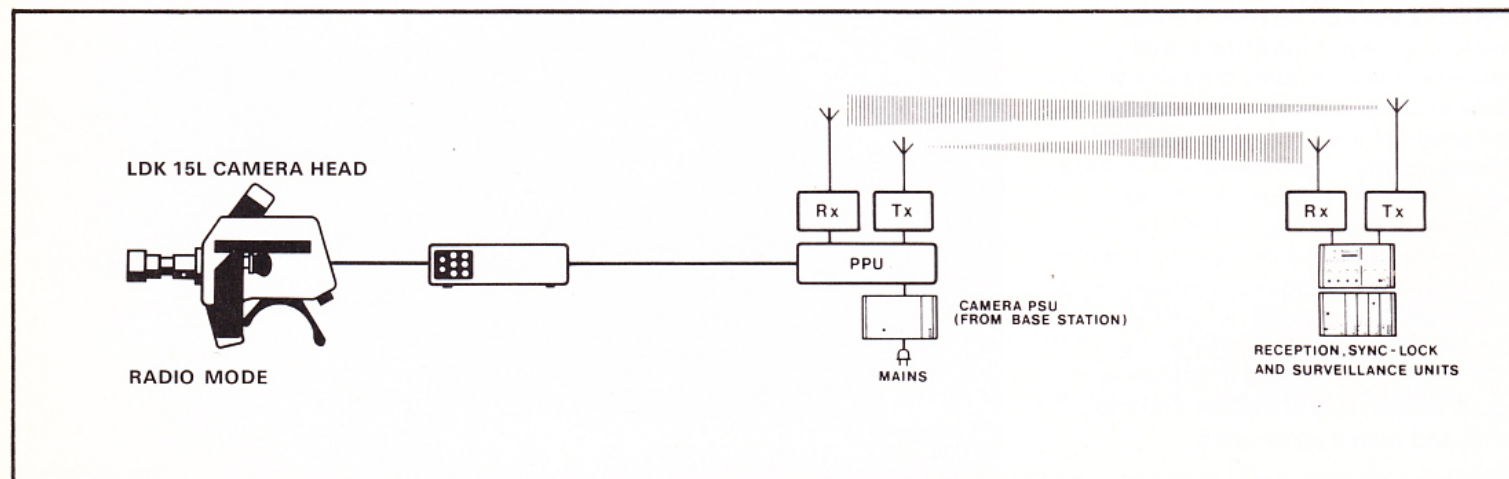 LDK 15L CAMERA HEAD
RADIO MODE
Rx
Tx
PPU
CAMERA PSU
(FROM BASE STATION)
MAINS
Rx
Tx
RECEPTION, SYNC-LOCK
AND SURVEILLANCE UNITS